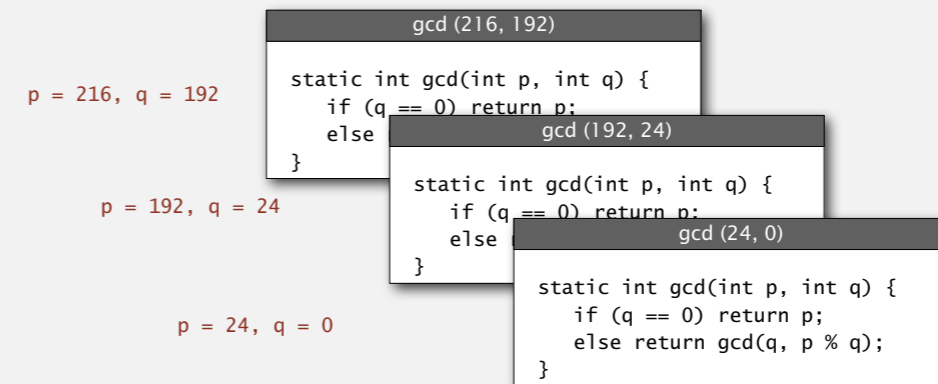 gcd (216, 192)
p = 216, q = 192
static int gcd(int p, int q) {
if (q == 0) return p;
else
}
gcd (192, 24)
p = 192, q = 24
static int gcd(int p, int q) {
if (q == 0) return p;
else
}
gcd (24, 0)
p = 24, q = 0
static int gcd(int p, int q) {
if (q == 0) return p;
else return gcd(q, p % q);
}